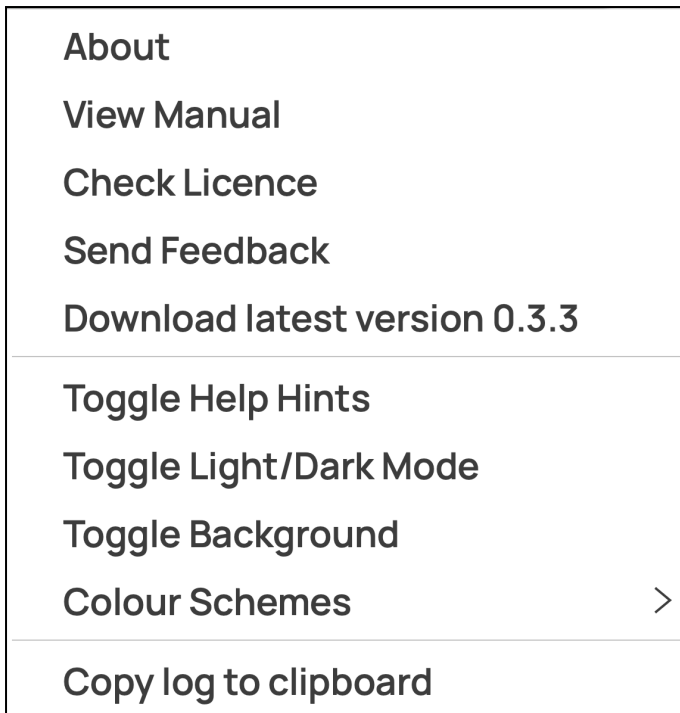 About
View Manual
Check Licence
Send Feedback
Download latest version 0.3.3
Toggle Help Hints
Toggle Light/Dark Mode
Toggle Background
Colour Schemes
Copy log to clipboard